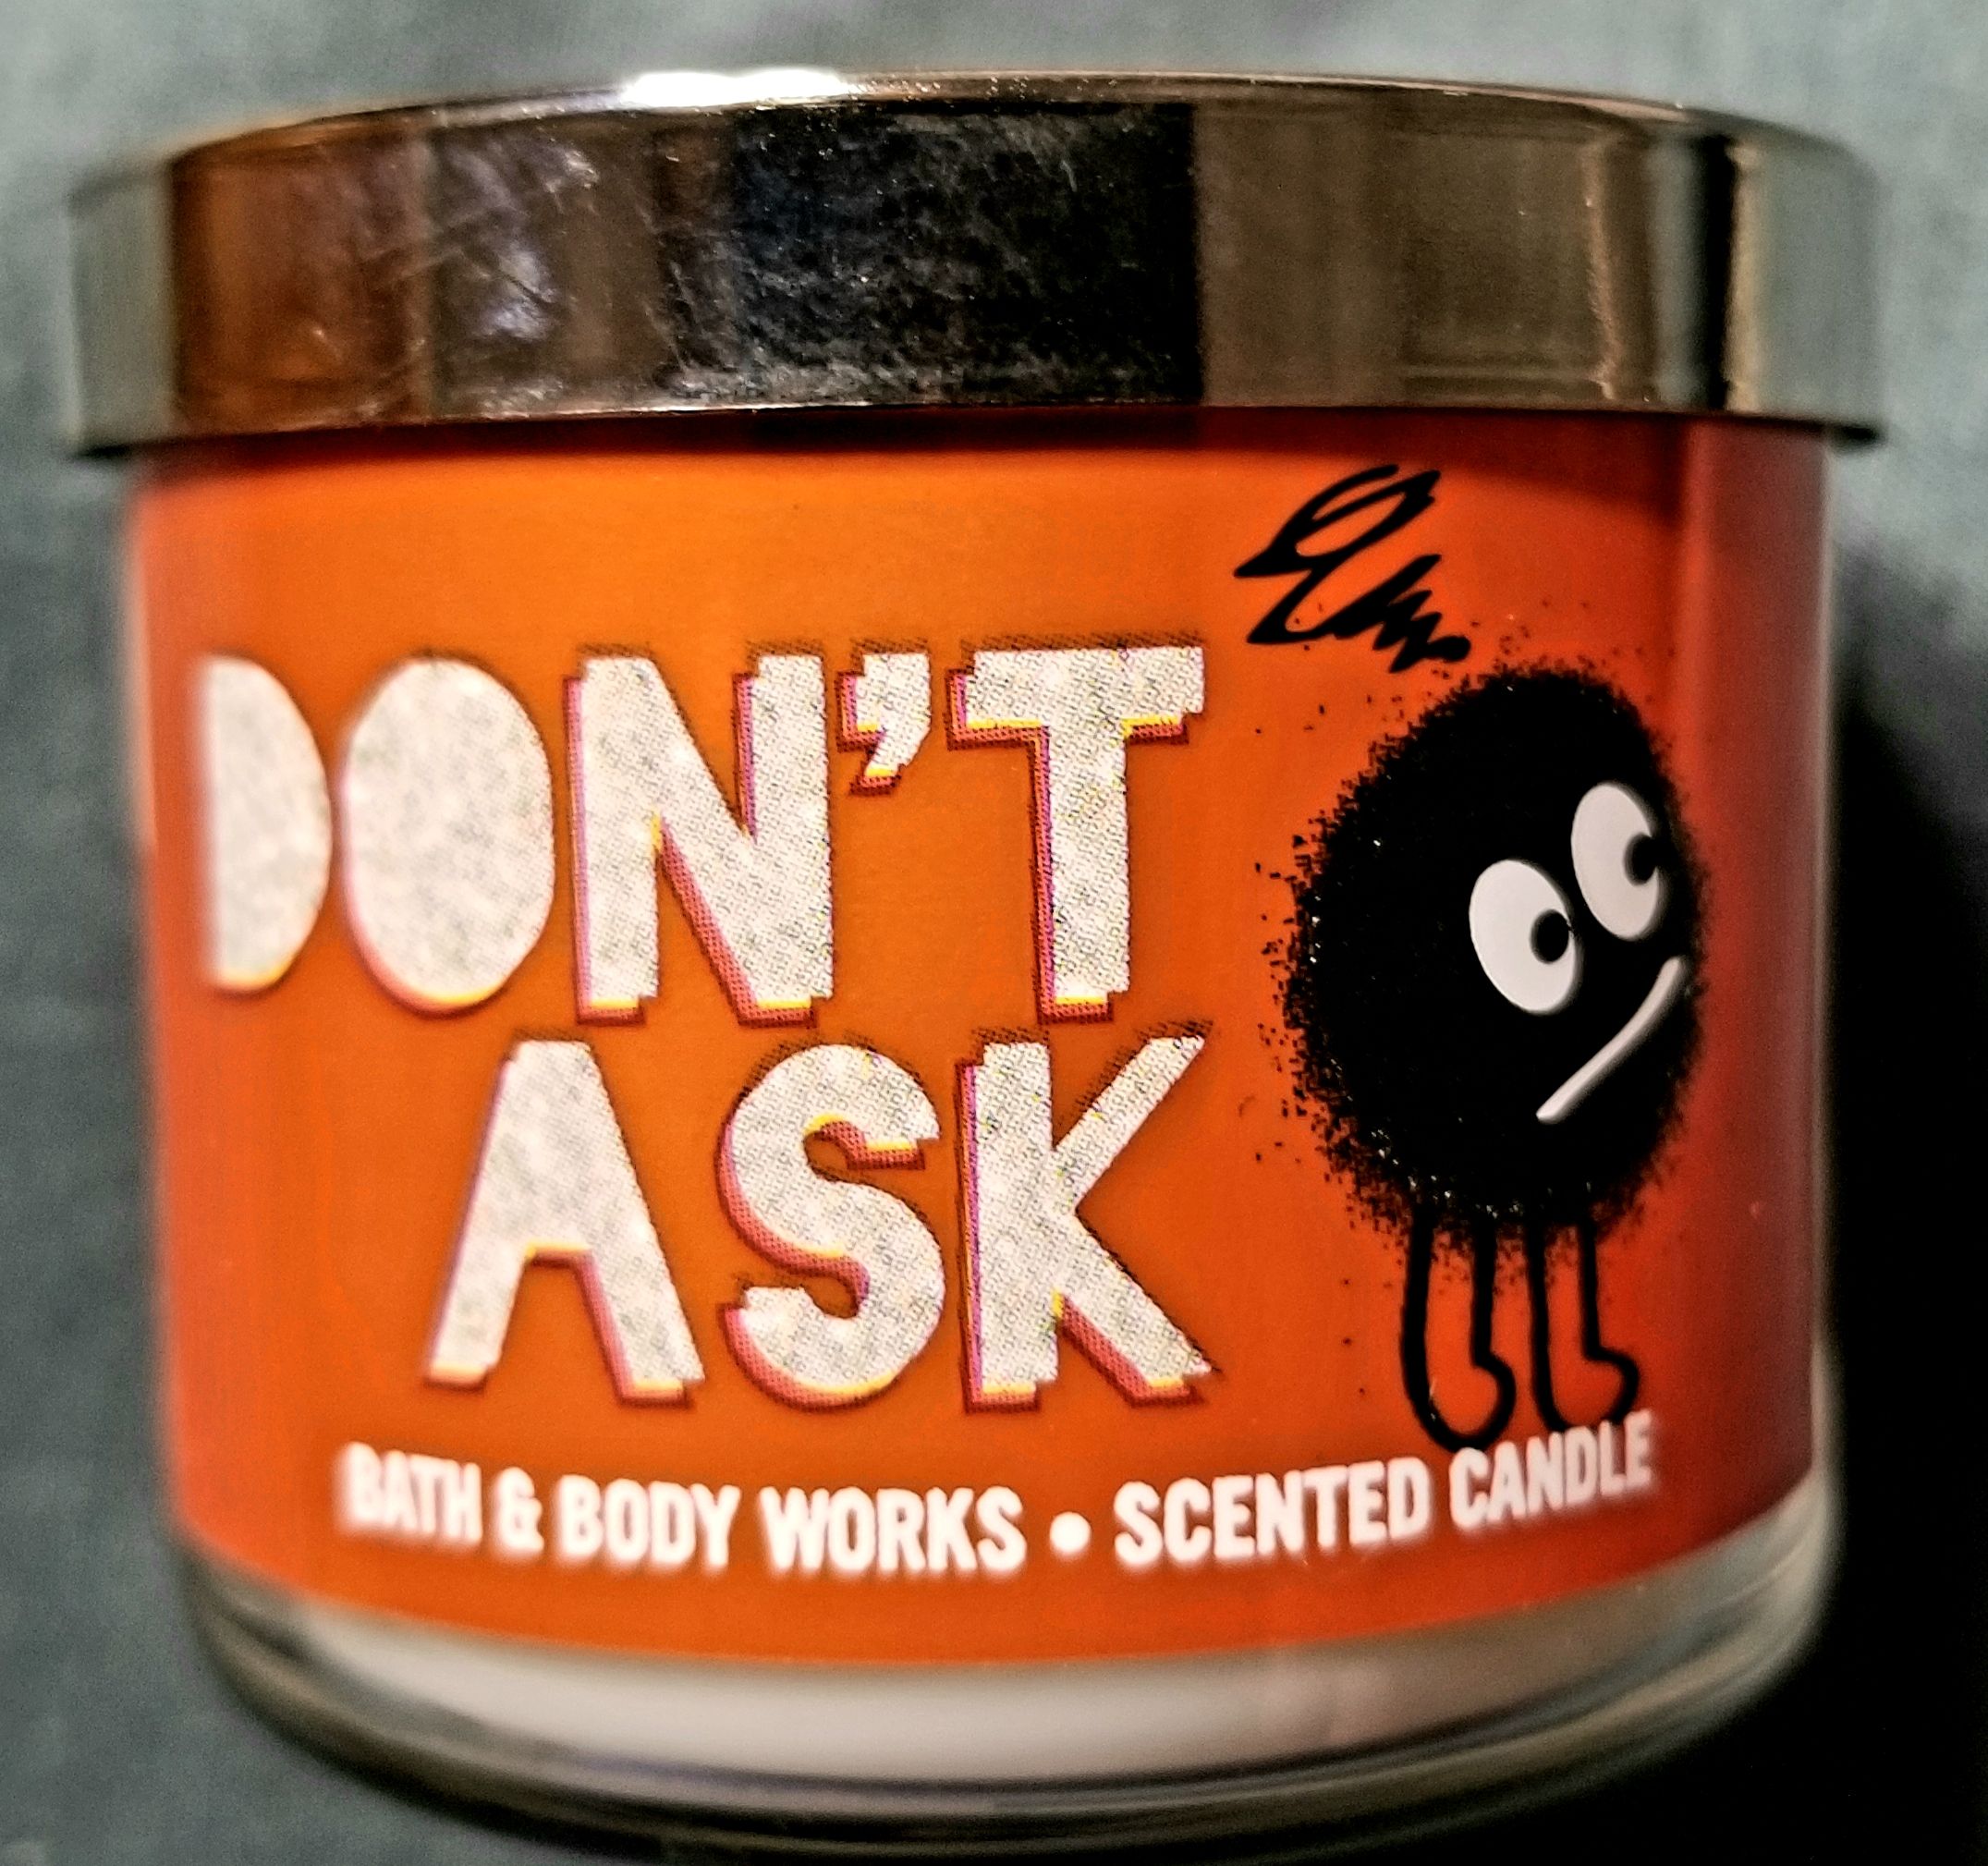 DON'T
ASK
BATH & BODY WORKS • SCENTED CANDLE